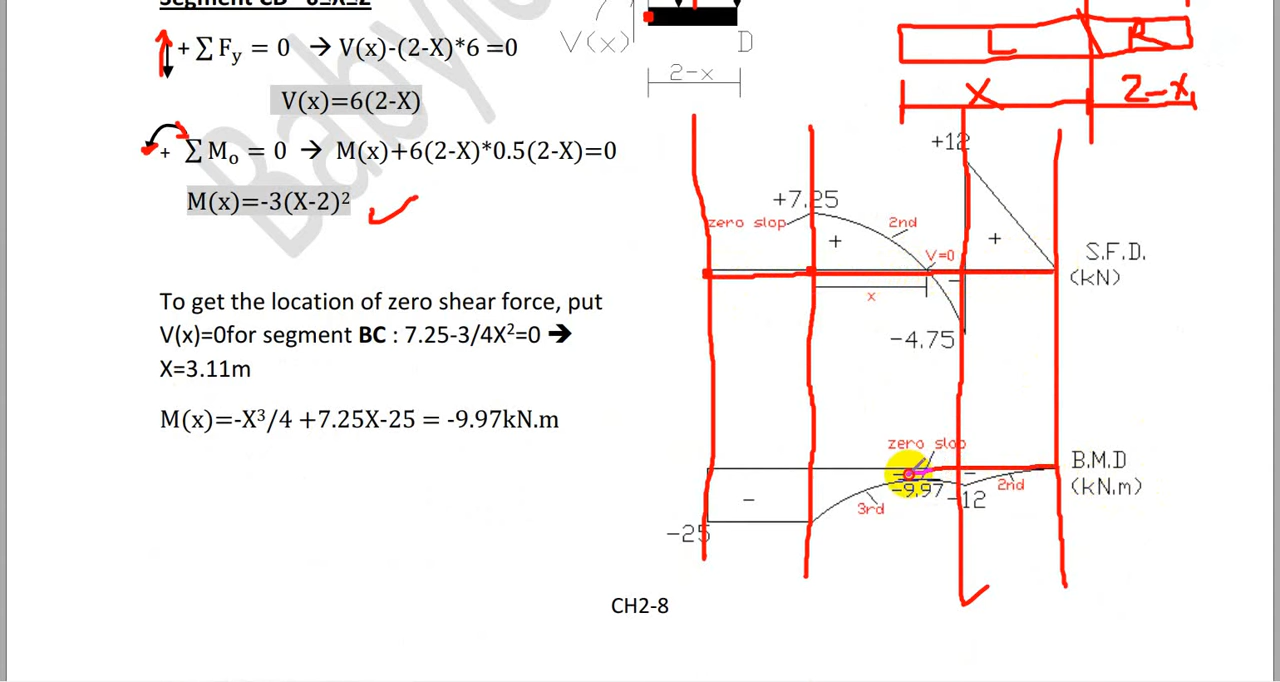 Segment CD 0≤X≤2
+ ∑ Fy = 0 → V(x)-(2-X)*6 =0
V(x)=6(2-X)
+ ∑ Mo = 0 → M(x)+6(2-X)*0.5(2-X)=0
M(x)=-3(X-2)²
To get the location of zero shear force, put
V(x)=0for segment BC : 7.25-3/4X²=0 ➔
X=3.11m
M(x)=-X³/4 +7.25X-25 = -9.97kN.m
V(x)
D
2-x
L
R
X
2-x
+12
+7.25
zero slop
2nd
+
V=0
+
-
x
-4.75
S.F.D.
(kN)
zero slop
-
-
-
-9.97
-12
2nd
3rd
-25
B.M.D
(kN.m)
CH2-8
Babylo